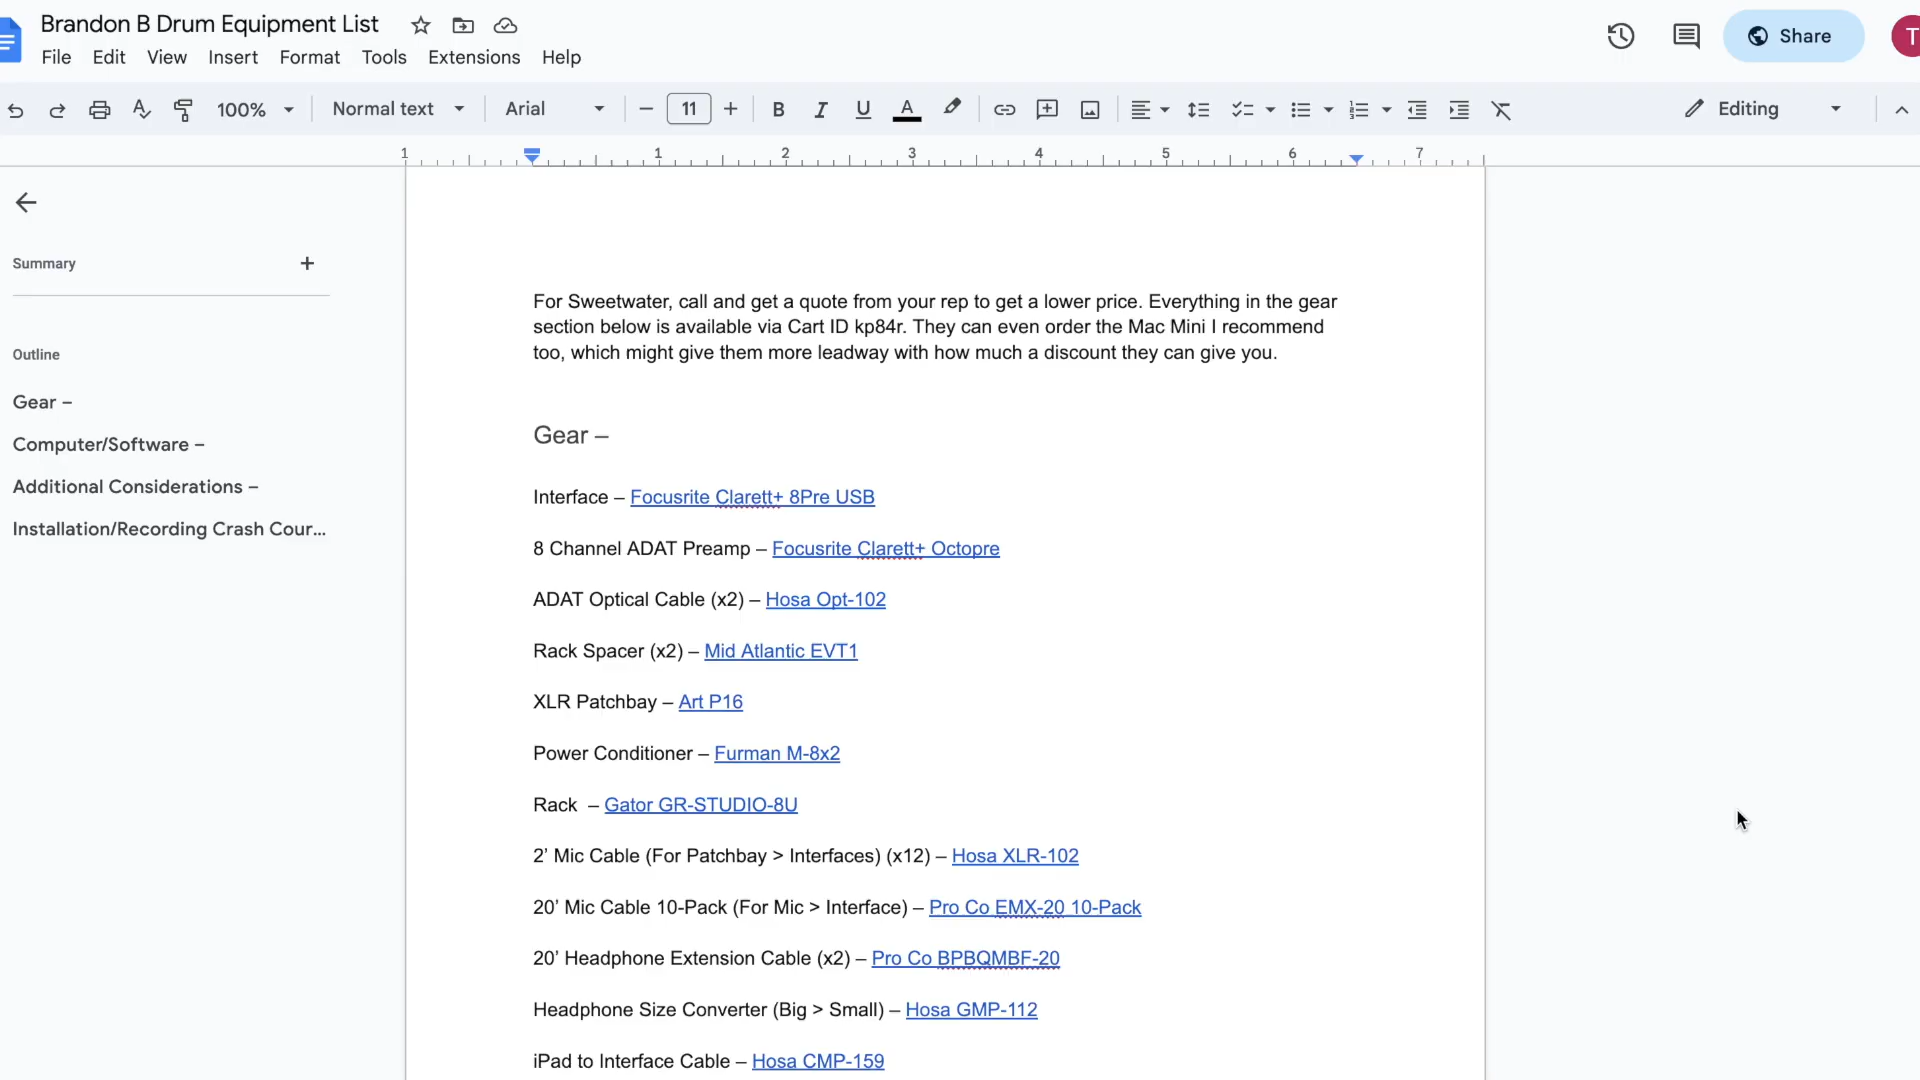 Brandon B Drum Equipment List
File Edit View Insert Format Tools Extensions Help
Share
T
100% Normal text Arial 11 B I U A Editing
1 1 2 3 4 5 6 7
Summary
Outline
Gear –
Computer/Software –
Additional Considerations –
Installation/Recording Crash Cour...
For Sweetwater, call and get a quote from your rep to get a lower price. Everything in the gear
section below is available via Cart ID kp84r. They can even order the Mac Mini I recommend
too, which might give them more leadway with how much a discount they can give you.
Gear –
Interface – Focusrite Clarett+ 8Pre USB
8 Channel ADAT Preamp – Focusrite Clarett+ Octopre
ADAT Optical Cable (x2) – Hosa Opt-102
Rack Spacer (x2) – Mid Atlantic EVT1
XLR Patchbay – Art P16
Power Conditioner – Furman M-8x2
Rack  – Gator GR-STUDIO-8U
2’ Mic Cable (For Patchbay > Interfaces) (x12) – Hosa XLR-102
20’ Mic Cable 10-Pack (For Mic > Interface) – Pro Co EMX-20 10-Pack
20’ Headphone Extension Cable (x2) – Pro Co BPBQMBF-20
Headphone Size Converter (Big > Small) – Hosa GMP-112
iPad to Interface Cable – Hosa CMP-159